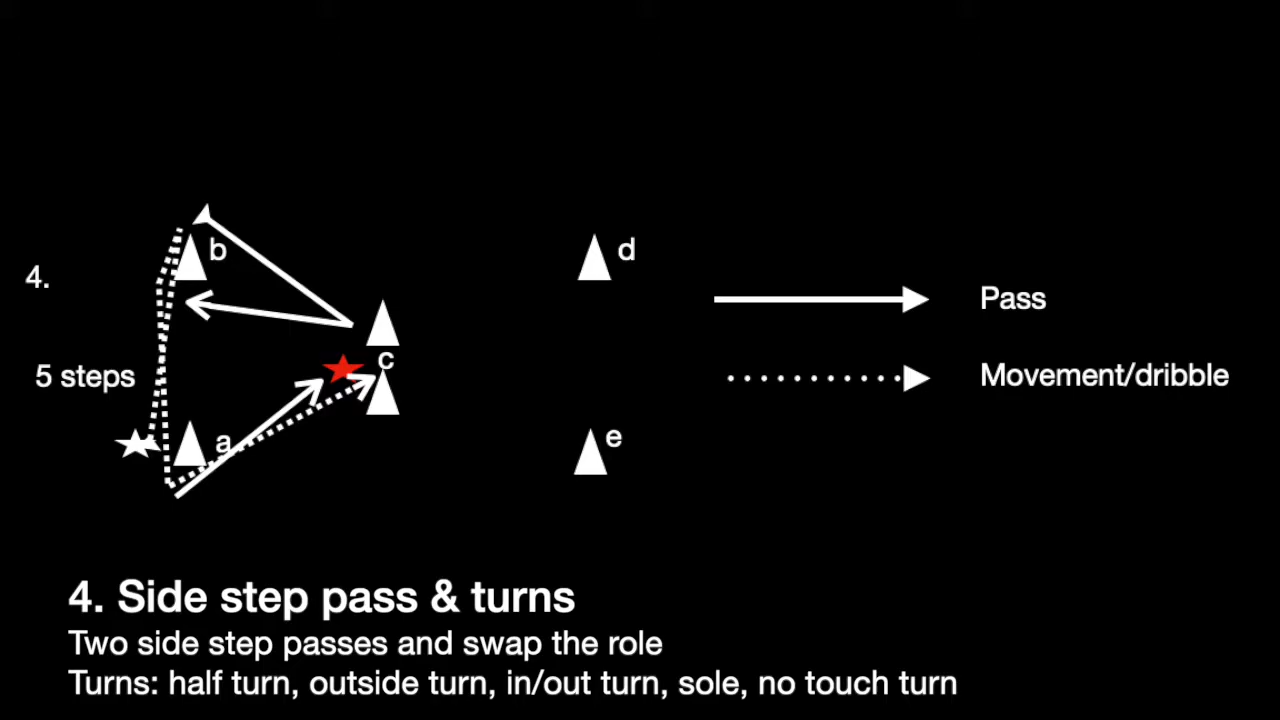 b
d
4.
Pass
c
5 steps
Movement/dribble
a
e
4. Side step pass & turns
Two side step passes and swap the role
Turns: half turn, outside turn, in/out turn, sole, no touch turn